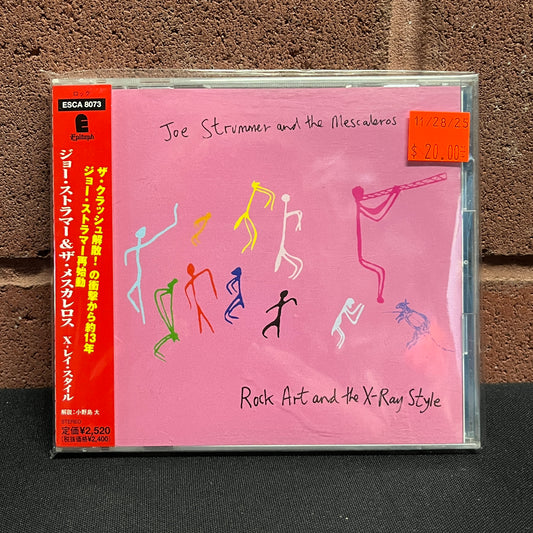 ロック
ESCA 8073
Epitaph
ザ・クラッシュ解散!の衝撃から約13年
ジョー・ストラマー再始動
ジョー・ストラマー&ザ・メスカレロス X-レイ・スタイル
解説:小野島 大
STEREO
定価¥2,520
(税抜価格¥2,400)
Joe Strummer and the Mescaleros
11/28/25
$ 20.00
Rock Art and the X-Ray Style